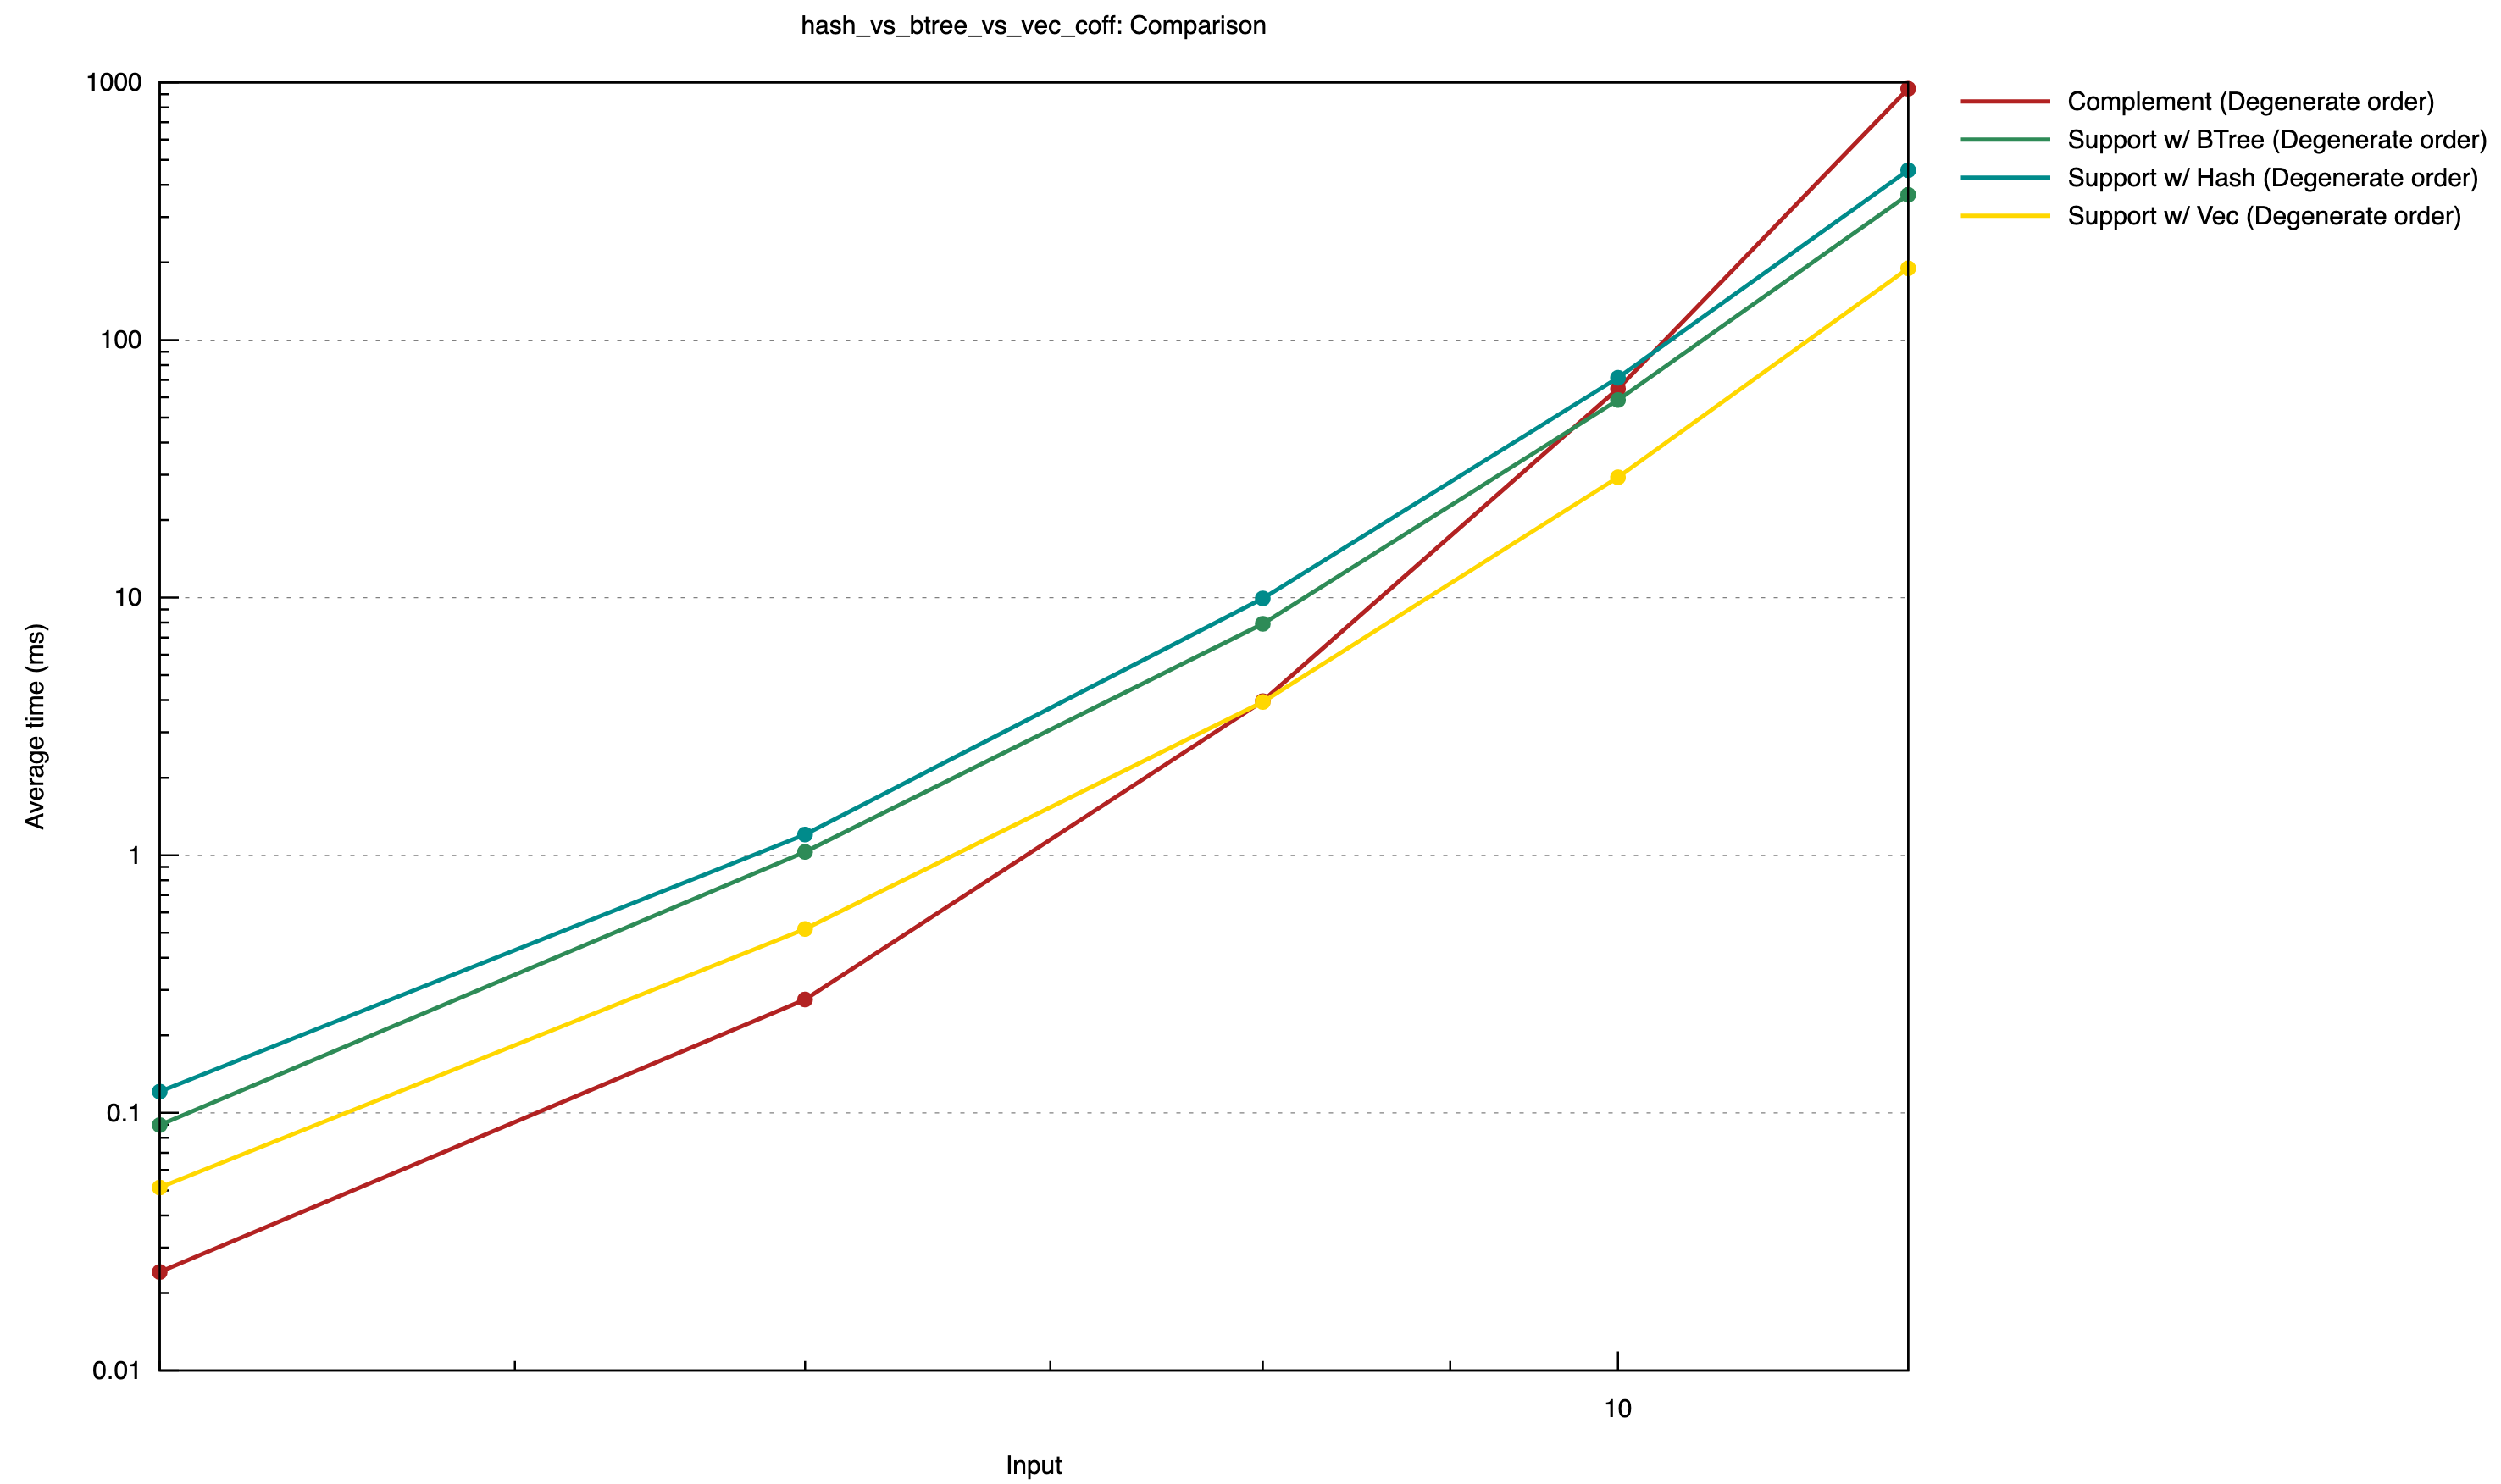 hash_vs_btree_vs_vec_coff: Comparison
1000
100
10
1
0.1
0.01
Average time (ms)
10
Input
Complement (Degenerate order)
Support w/ BTree (Degenerate order)
Support w/ Hash (Degenerate order)
Support w/ Vec (Degenerate order)